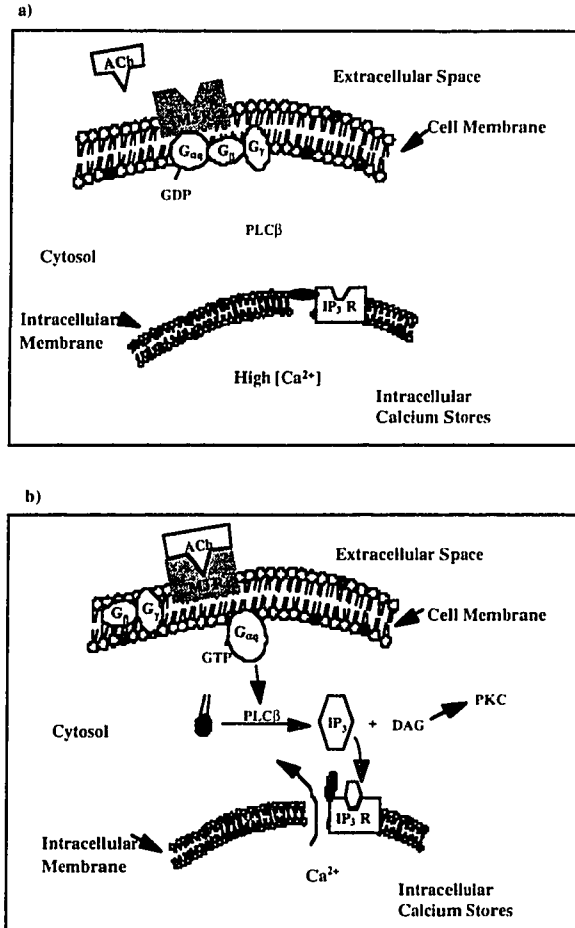 a)
ACh
Extracellular Space
Cell Membrane
Gαq
Gβ
Gγ
GDP
PLCβ
Cytosol
IP3 R
Intracellular
Membrane
High [Ca2+]
Intracellular
Calcium Stores
b)
ACh
Extracellular Space
M3R
Gβ
Gγ
Cell Membrane
Gαq
GTP
PKC
PLCβ
IP3
+ DAG
Cytosol
IP3 R
Intracellular
Membrane
Ca2+
Intracellular
Calcium Stores